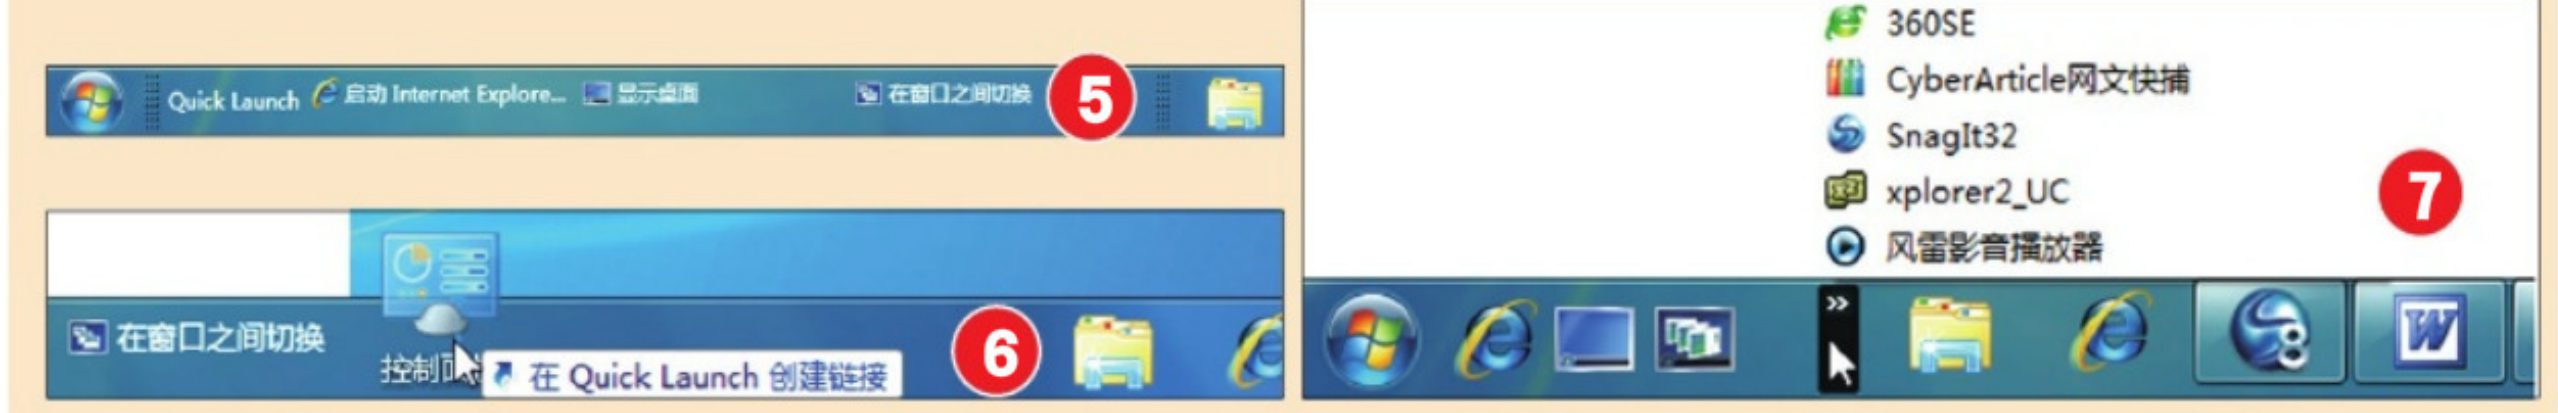 Quick Launch 启动 Internet Explore... 显示桌面 在窗口之间切换 5
在窗口之间切换
控制面
在 Quick Launch 创建链接
6
360SE
CyberArticle网文快捕
SnagIt32
xplorer2_UC
风雷影音播放器
7